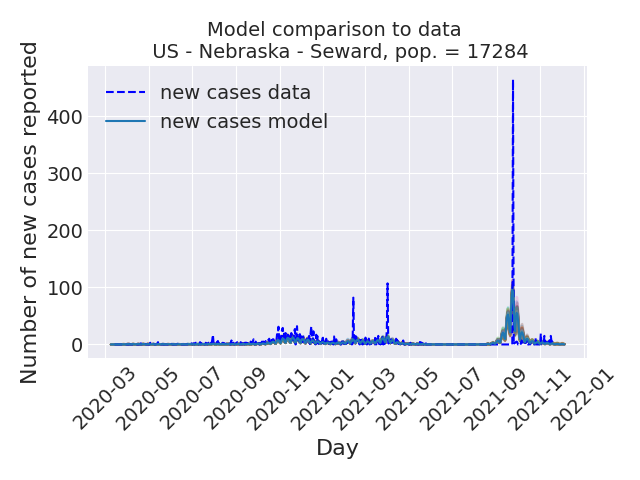 Model comparison to data
US - Nebraska - Seward, pop. = 17284
Number of new cases reported
400
300
200
100
0
new cases data
new cases model
2020-03
2020-05
2020-07
2020-09
2020-11
2021-01
2021-03
2021-05
2021-07
2021-09
2021-11
2022-01
Day